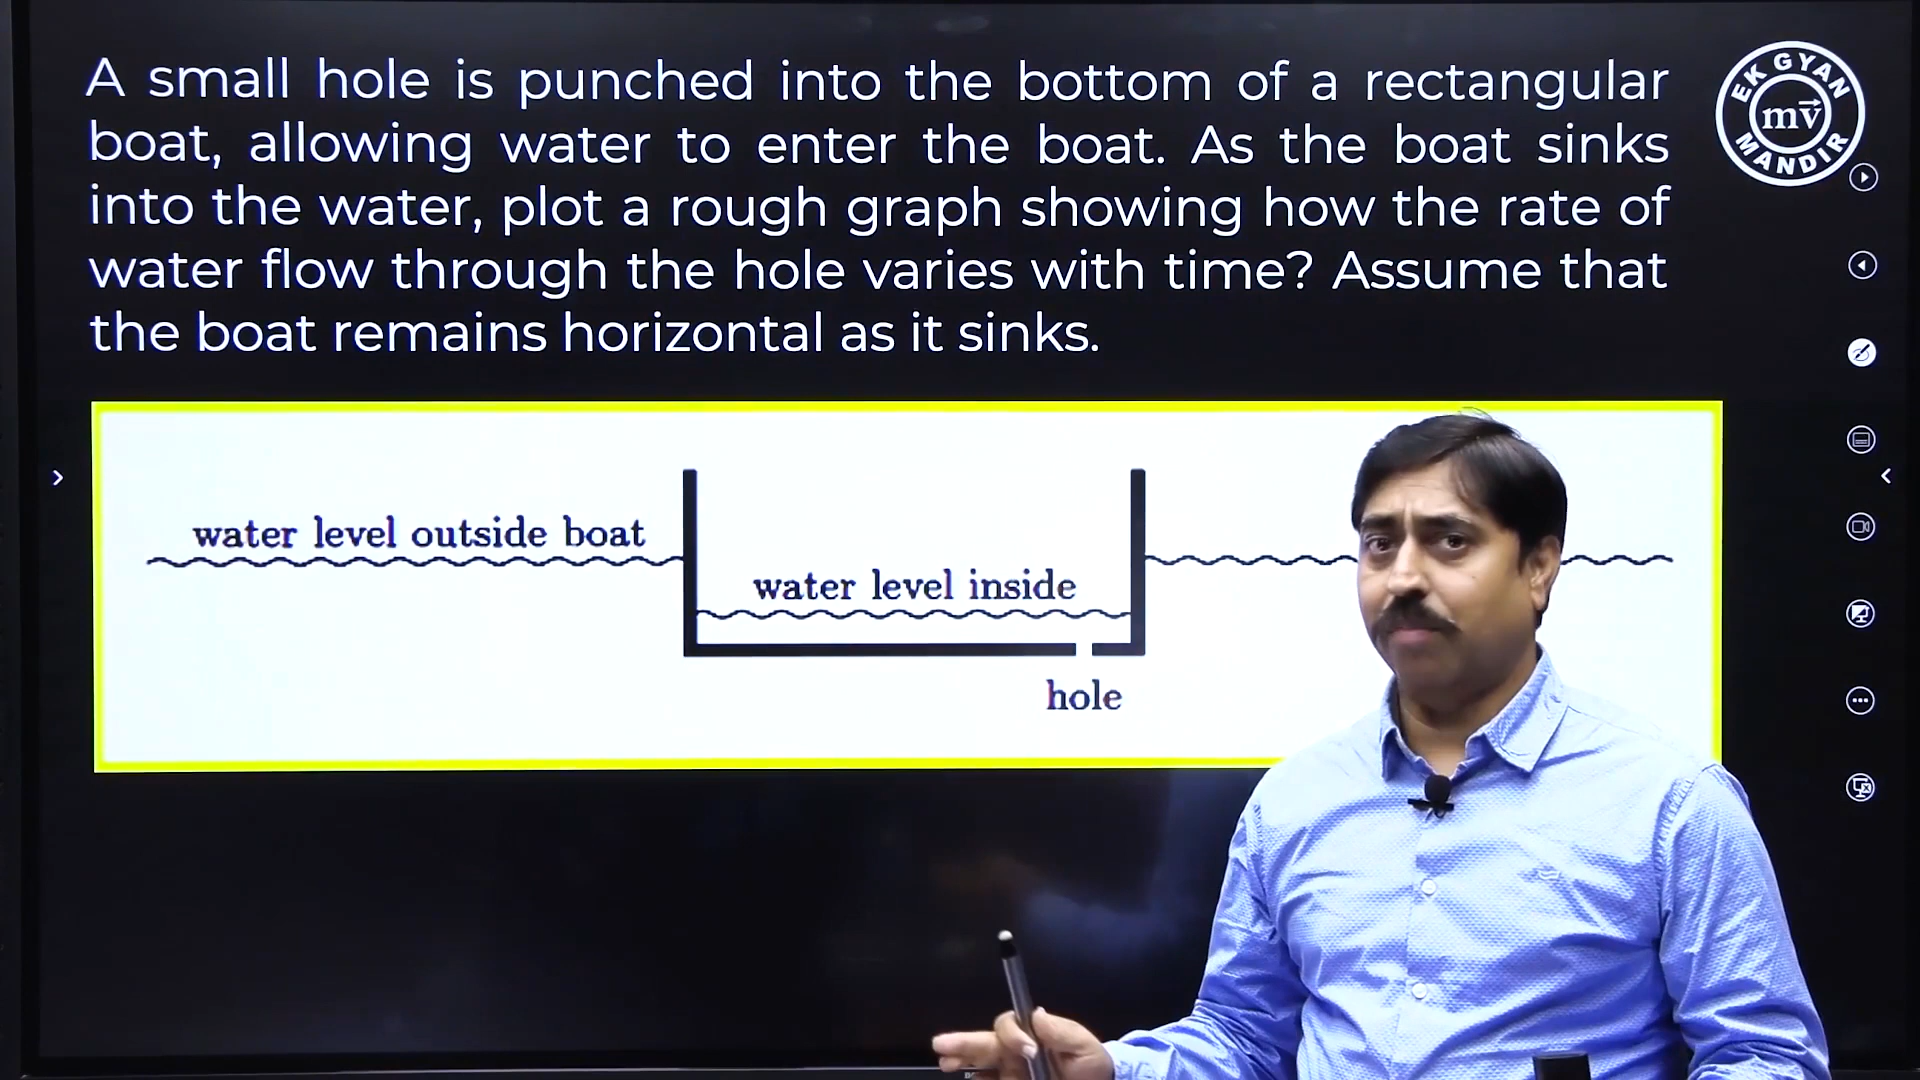 A small hole is punched into the bottom of a rectangular
boat, allowing water to enter the boat. As the boat sinks
into the water, plot a rough graph showing how the rate of
water flow through the hole varies with time? Assume that
the boat remains horizontal as it sinks.
EK GYAN
mv⃗
MANDIR
water level outside boat
water level inside
hole